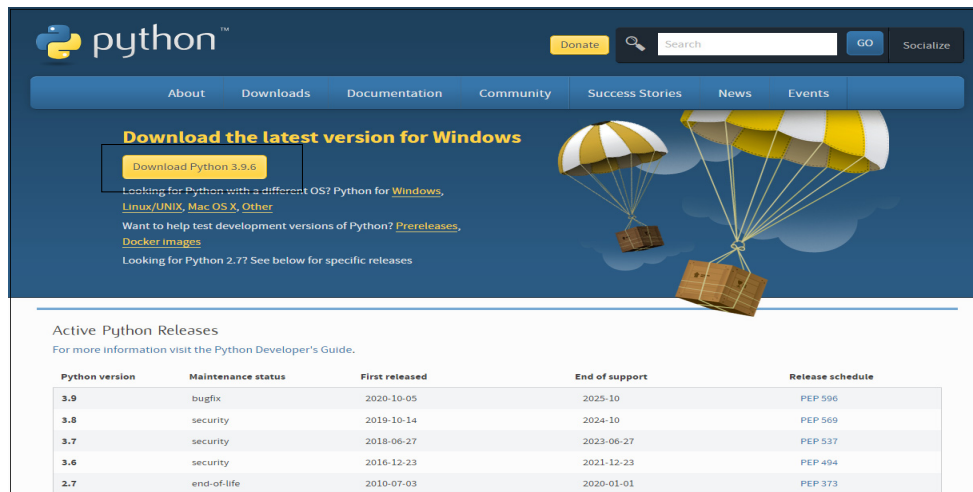 python™
Donate
Search
GO
Socialize
About Downloads Documentation Community Success Stories News Events
Download the latest version for Windows
Download Python 3.9.6
Looking for Python with a different OS? Python for Windows,
Linux/UNIX, Mac OS X, Other
Want to help test development versions of Python? Prereleases,
Docker images
Looking for Python 2.7? See below for specific releases
Active Python Releases
For more information visit the Python Developer's Guide.
Python version Maintenance status First released End of support Release schedule
3.9 bugfix 2020-10-05 2025-10 PEP 596
3.8 security 2019-10-14 2024-10 PEP 569
3.7 security 2018-06-27 2023-06-27 PEP 537
3.6 security 2016-12-23 2021-12-23 PEP 494
2.7 end-of-life 2010-07-03 2020-01-01 PEP 373